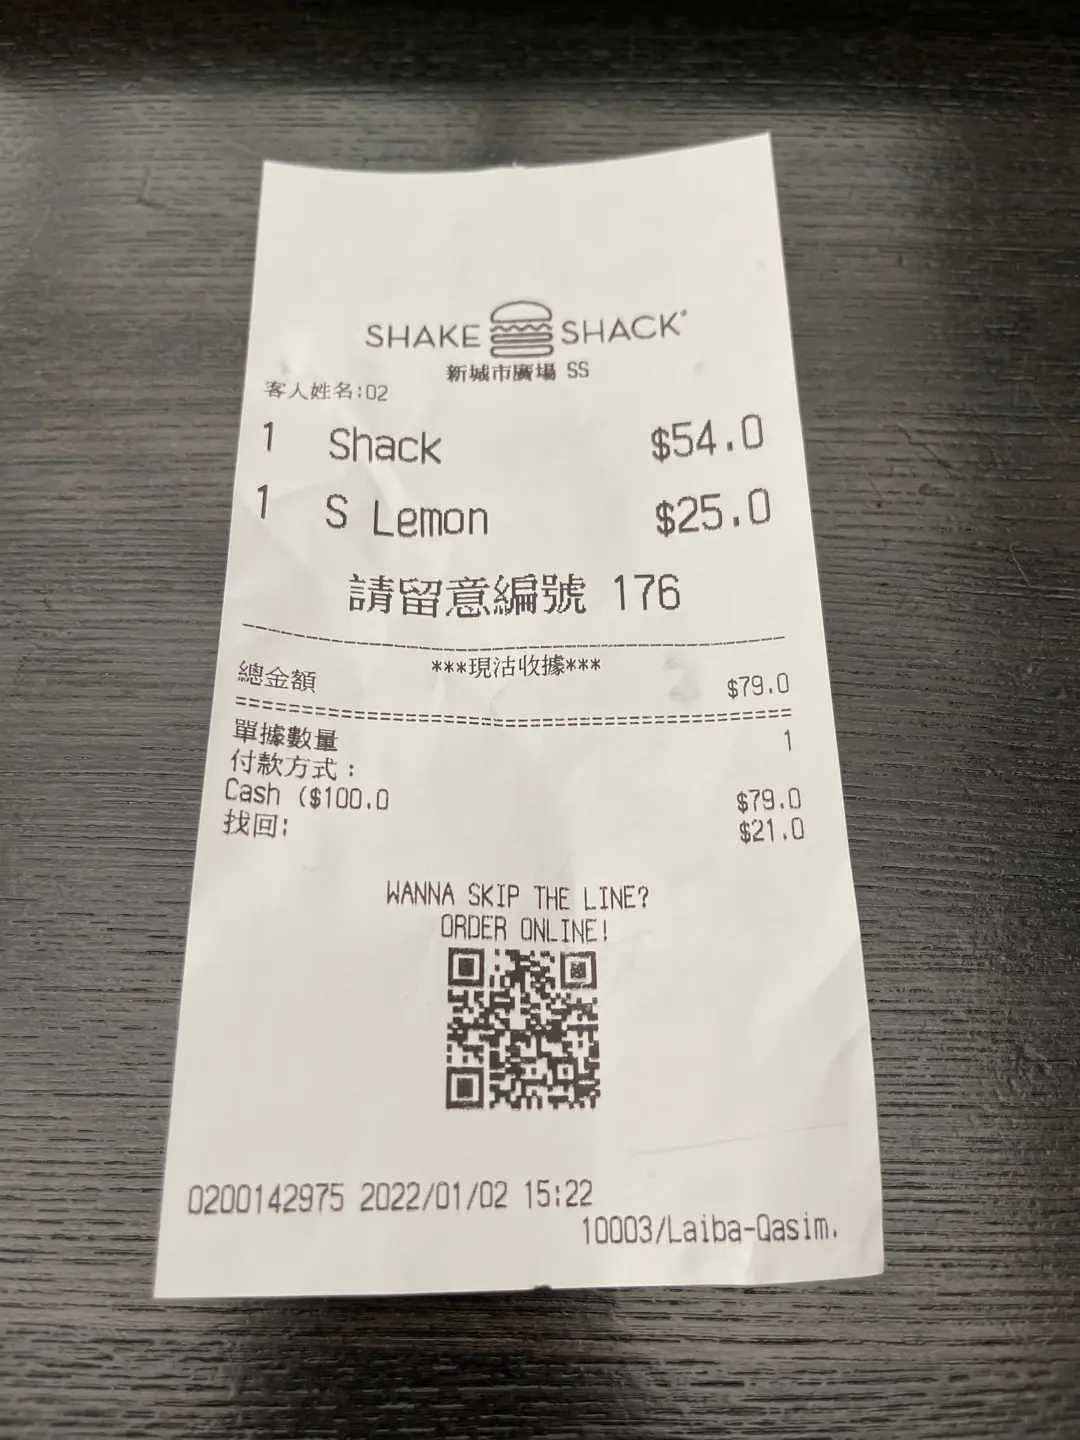 SHAKE SHACK
新城市廣場 SS
客人姓名:02
1 Shack $54.0
1 S Lemon $25.0
請留意編號 176
***現沽收據***
總金額 $79.0
單據數量 1
付款方式：
Cash ($100.0 $79.0
找回: $21.0
WANNA SKIP THE LINE?
ORDER ONLINE!
0200142975 2022/01/02 15:22
10003/Laiba-Qasim.